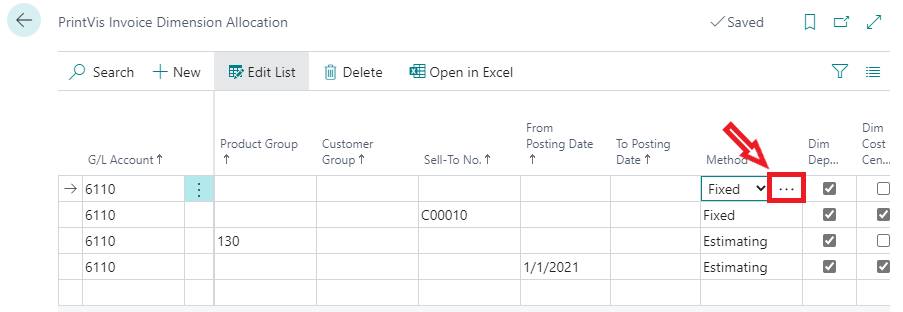 PrintVis Invoice Dimension Allocation
Saved
Search New Edit List Delete Open in Excel
G/L Account ↑
Product Group
↑
Customer
Group ↑
Sell-To No. ↑
From
Posting Date
↑
To Posting
Date ↑
Method
Dim
Dep...
Dim
Cost
Cen...
6110 Fixed ...
6110 C00010 Fixed
6110 130 Estimating
6110 1/1/2021 Estimating